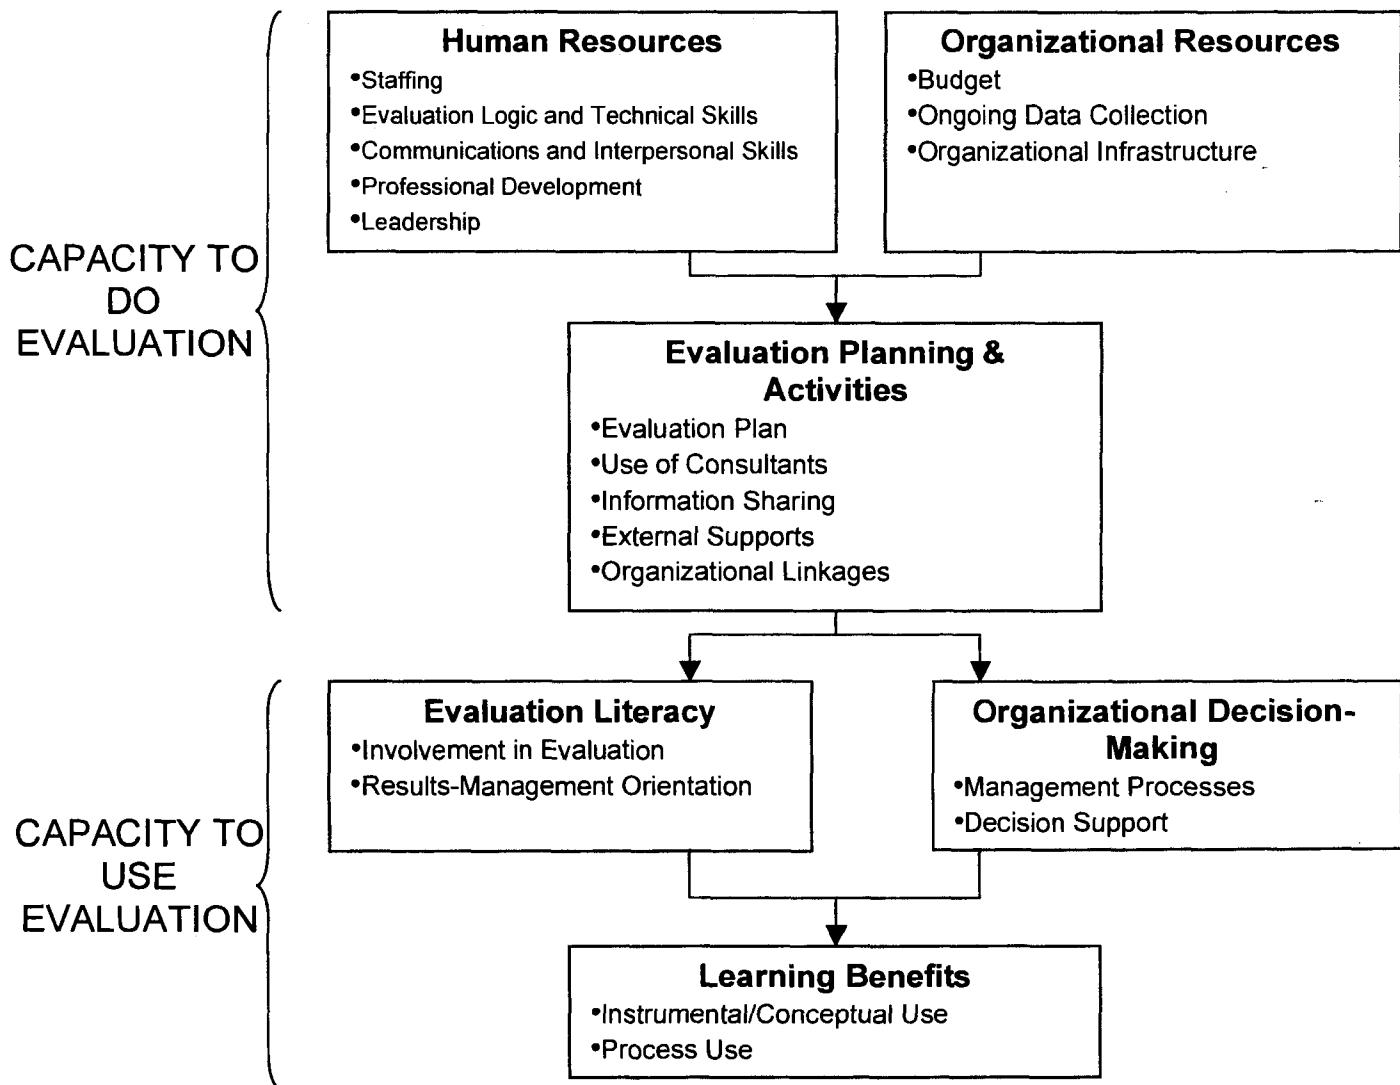 Human Resources
•Staffing
•Evaluation Logic and Technical Skills
•Communications and Interpersonal Skills
•Professional Development
•Leadership
Organizational Resources
•Budget
•Ongoing Data Collection
•Organizational Infrastructure
CAPACITY TO
DO
EVALUATION
Evaluation Planning &
Activities
•Evaluation Plan
•Use of Consultants
•Information Sharing
•External Supports
•Organizational Linkages
Evaluation Literacy
•Involvement in Evaluation
•Results-Management Orientation
Organizational Decision-
Making
•Management Processes
•Decision Support
CAPACITY TO
USE
EVALUATION
Learning Benefits
•Instrumental/Conceptual Use
•Process Use